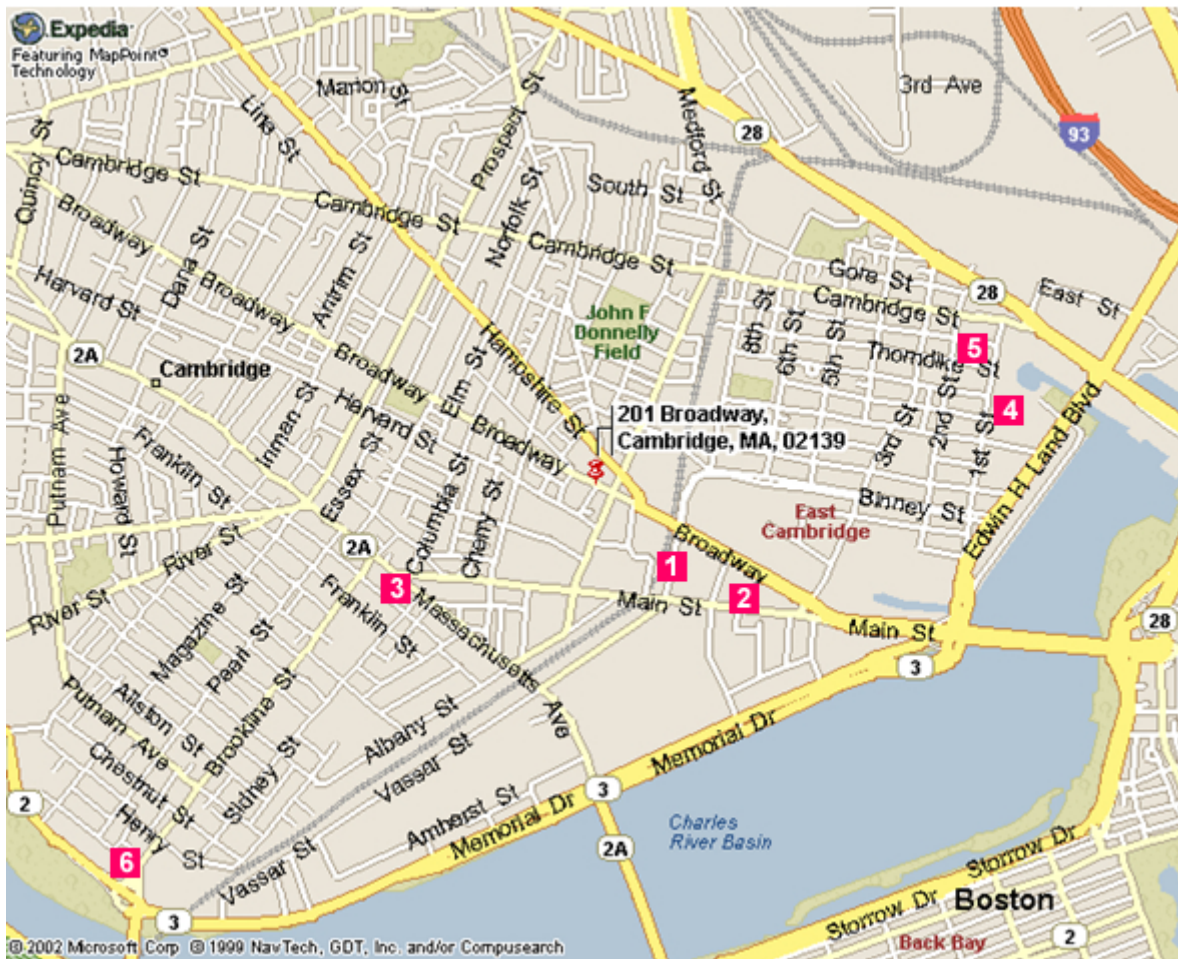 Expedia
Featuring MapPoint®
Technology
Marion St
3rd Ave
Line St
Prospect St
Medford St
28
93
Quincy St
Cambridge St
Cambridge St
Norfolk St
South St
Broadway
Dana St
Antrim St
Cambridge St
Gore St
28
East St
Harvard St
Broadway
John F
Donnelly
Field
Cambridge St
8th St
6th St
5th St
Thorndike St
5
2A
Cambridge
Broadway
Hampshire St
Elm St
Harvard St
Broadway
201 Broadway,
Cambridge, MA, 02139
3rd St
2nd St
1st St
4
Edwin H Land Blvd
Putnam Ave
Howard St
Franklin St
Inman St
Essex St
Columbia St
Cherry St
Binney St
East
Cambridge
River St
2A
3
1
Broadway
2
Main St
Main St
28
River St
Magazine St
Pearl St
Franklin St
Massachusetts Ave
3
Putnam Ave
Allston St
Brookline St
Sidney St
Albany St
Vassar St
Memorial Dr
Chestnut St
2
Henry St
Amherst St
Memorial Dr
3
Charles
River Basin
2A
6
Vassar St
3
Storrow Dr
Storrow Dr
Boston
Back Bay
2
© 2002 Microsoft Corp © 1999 NavTech, GDT, Inc. and/or Compusearch